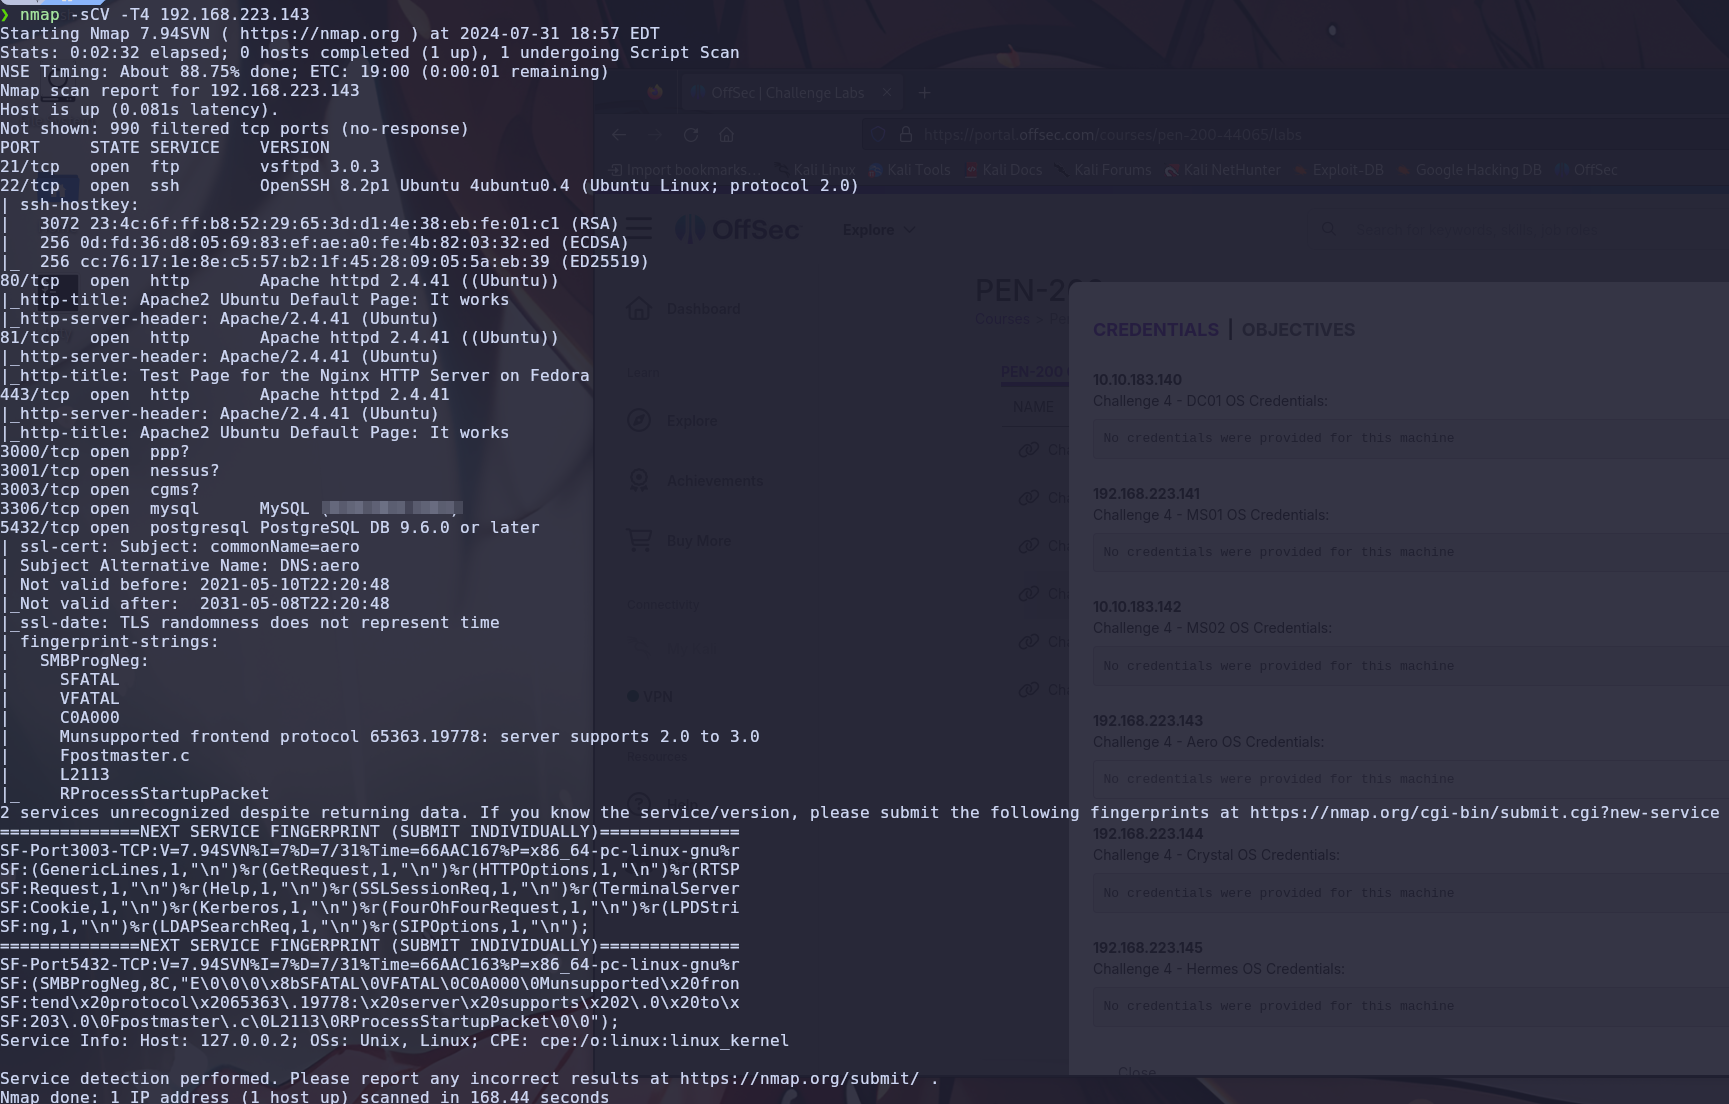 ❯ nmap -sCV -T4 192.168.223.143
Starting Nmap 7.94SVN ( https://nmap.org ) at 2024-07-31 18:57 EDT
Stats: 0:02:32 elapsed; 0 hosts completed (1 up), 1 undergoing Script Scan
NSE Timing: About 88.75% done; ETC: 19:00 (0:00:01 remaining)
Nmap scan report for 192.168.223.143
Host is up (0.081s latency).
Not shown: 990 filtered tcp ports (no-response)
PORT     STATE SERVICE    VERSION
21/tcp   open  ftp        vsftpd 3.0.3
22/tcp   open  ssh        OpenSSH 8.2p1 Ubuntu 4ubuntu0.4 (Ubuntu Linux; protocol 2.0)
| ssh-hostkey:
|   3072 23:4c:6f:ff:b8:52:29:65:3d:d1:4e:38:eb:fe:01:c1 (RSA)
|   256 0d:fd:36:d8:05:69:83:ef:ae:a0:fe:4b:82:03:32:ed (ECDSA)
|_  256 cc:76:17:1e:8e:c5:57:b2:1f:45:28:09:05:5a:eb:39 (ED25519)
80/tcp   open  http       Apache httpd 2.4.41 ((Ubuntu))
|_http-title: Apache2 Ubuntu Default Page: It works
|_http-server-header: Apache/2.4.41 (Ubuntu)
81/tcp   open  http       Apache httpd 2.4.41 ((Ubuntu))
|_http-server-header: Apache/2.4.41 (Ubuntu)
|_http-title: Test Page for the Nginx HTTP Server on Fedora
443/tcp  open  http       Apache httpd 2.4.41
|_http-server-header: Apache/2.4.41 (Ubuntu)
|_http-title: Apache2 Ubuntu Default Page: It works
3000/tcp open  ppp?
3001/tcp open  nessus?
3003/tcp open  cgms?
3306/tcp open  mysql      MySQL
5432/tcp open  postgresql PostgreSQL DB 9.6.0 or later
| ssl-cert: Subject: commonName=aero
| Subject Alternative Name: DNS:aero
| Not valid before: 2021-05-10T22:20:48
|_Not valid after:  2031-05-08T22:20:48
|_ssl-date: TLS randomness does not represent time
| fingerprint-strings:
|   SMBProgNeg:
|     SFATAL
|     VFATAL
|     C0A000
|     Munsupported frontend protocol 65363.19778: server supports 2.0 to 3.0
|     Fpostmaster.c
|     L2113
|_    RProcessStartupPacket
2 services unrecognized despite returning data. If you know the service/version, please submit the following fingerprints at https://nmap.org/cgi-bin/submit.cgi?new-service
==============NEXT SERVICE FINGERPRINT (SUBMIT INDIVIDUALLY)==============
SF-Port3003-TCP:V=7.94SVN%I=7%D=7/31%Time=66AAC167%P=x86_64-pc-linux-gnu%r
SF:(GenericLines,1,"\n")%r(GetRequest,1,"\n")%r(HTTPOptions,1,"\n")%r(RTSP
SF:Request,1,"\n")%r(Help,1,"\n")%r(SSLSessionReq,1,"\n")%r(TerminalServer
SF:Cookie,1,"\n")%r(Kerberos,1,"\n")%r(FourOhFourRequest,1,"\n")%r(LPDStri
SF:ng,1,"\n")%r(LDAPSearchReq,1,"\n")%r(SIPOptions,1,"\n");
==============NEXT SERVICE FINGERPRINT (SUBMIT INDIVIDUALLY)==============
SF-Port5432-TCP:V=7.94SVN%I=7%D=7/31%Time=66AAC163%P=x86_64-pc-linux-gnu%r
SF:(SMBProgNeg,8C,"E\0\0\0\x8bSFATAL\0VFATAL\0C0A000\0Munsupported\x20fron
SF:tend\x20protocol\x2065363\.19778:\x20server\x20supports\x202\.0\x20to\x
SF:203\.0\0Fpostmaster\.c\0L2113\0RProcessStartupPacket\0\0");
Service Info: Host: 127.0.0.2; OSs: Unix, Linux; CPE: cpe:/o:linux:linux_kernel
Service detection performed. Please report any incorrect results at https://nmap.org/submit/ .
Nmap done: 1 IP address (1 host up) scanned in 168.44 seconds
OffSec | Challenge Labs
https://portal.offsec.com/courses/pen-200-44065/labs
Import bookmarks... Kali Linux Kali Tools Kali Docs Kali Forums Kali NetHunter Exploit-DB Google Hacking DB OffSec
OffSec Explore
Dashboard
Learn
Explore
Achievements
Buy More
Connectivity
VPN
Resources
Help
PEN-200
Courses
PEN-200
NAME
CREDENTIALS | OBJECTIVES
10.10.183.140
Challenge 4 - DC01 OS Credentials:
No credentials were provided for this machine
192.168.223.141
Challenge 4 - MS01 OS Credentials:
No credentials were provided for this machine
10.10.183.142
Challenge 4 - MS02 OS Credentials:
No credentials were provided for this machine
192.168.223.143
Challenge 4 - Aero OS Credentials:
No credentials were provided for this machine
192.168.223.144
Challenge 4 - Crystal OS Credentials:
No credentials were provided for this machine
192.168.223.145
Challenge 4 - Hermes OS Credentials:
No credentials were provided for this machine
Close